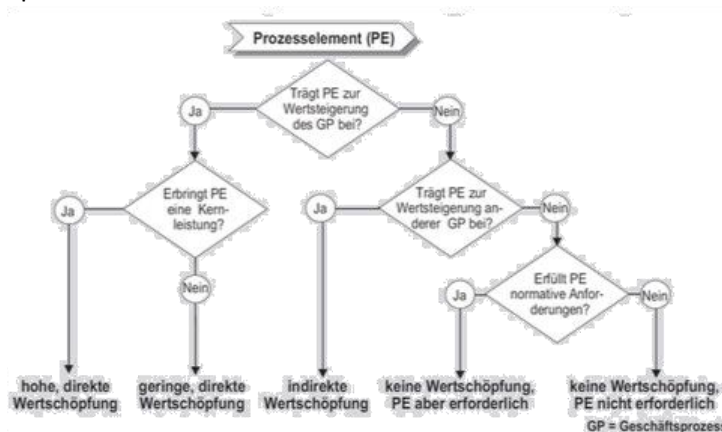 Prozesselement (PE)
Trägt PE zur
Wertsteigerung
des GP bei?
Ja
Nein
Erbringt PE
eine Kern-
leistung?
Trägt PE zur
Wertsteigerung an-
derer GP bei?
Ja
Ja
Nein
Nein
Erfüllt PE
normative Anfor-
derungen?
Ja
Nein
hohe, direkte
Wertschöpfung
geringe, direkte
Wertschöpfung
indirekte
Wertschöpfung
keine Wertschöpfung,
PE aber erforderlich
keine Wertschöpfung,
PE nicht erforderlich
GP = Geschäftsprozess